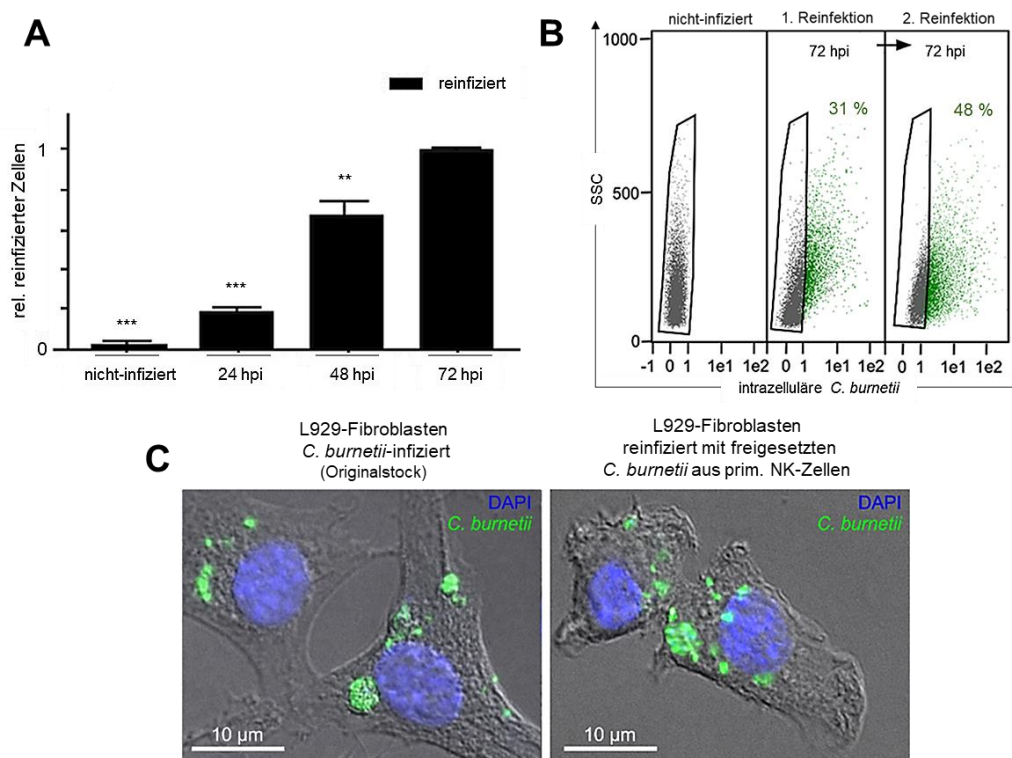 A
reinfiziert
rel. reinfizierter Zellen
1
0
***
***
**
nicht-infiziert
24 hpi
48 hpi
72 hpi
B
nicht-infiziert
1. Reinfektion
2. Reinfektion
72 hpi
72 hpi
31 %
48 %
SSC
1000
500
0
-1 0 1 1e1 1e2
0 1 1e1 1e2
0 1 1e1 1e2
intrazelluläre C. burnetii
C
L929-Fibroblasten
C. burnetii-infiziert
(Originalstock)
L929-Fibroblasten
reinfiziert mit freigesetzten
C. burnetii aus prim. NK-Zellen
DAPI
C. burnetii
10 µm
DAPI
C. burnetii
10 µm